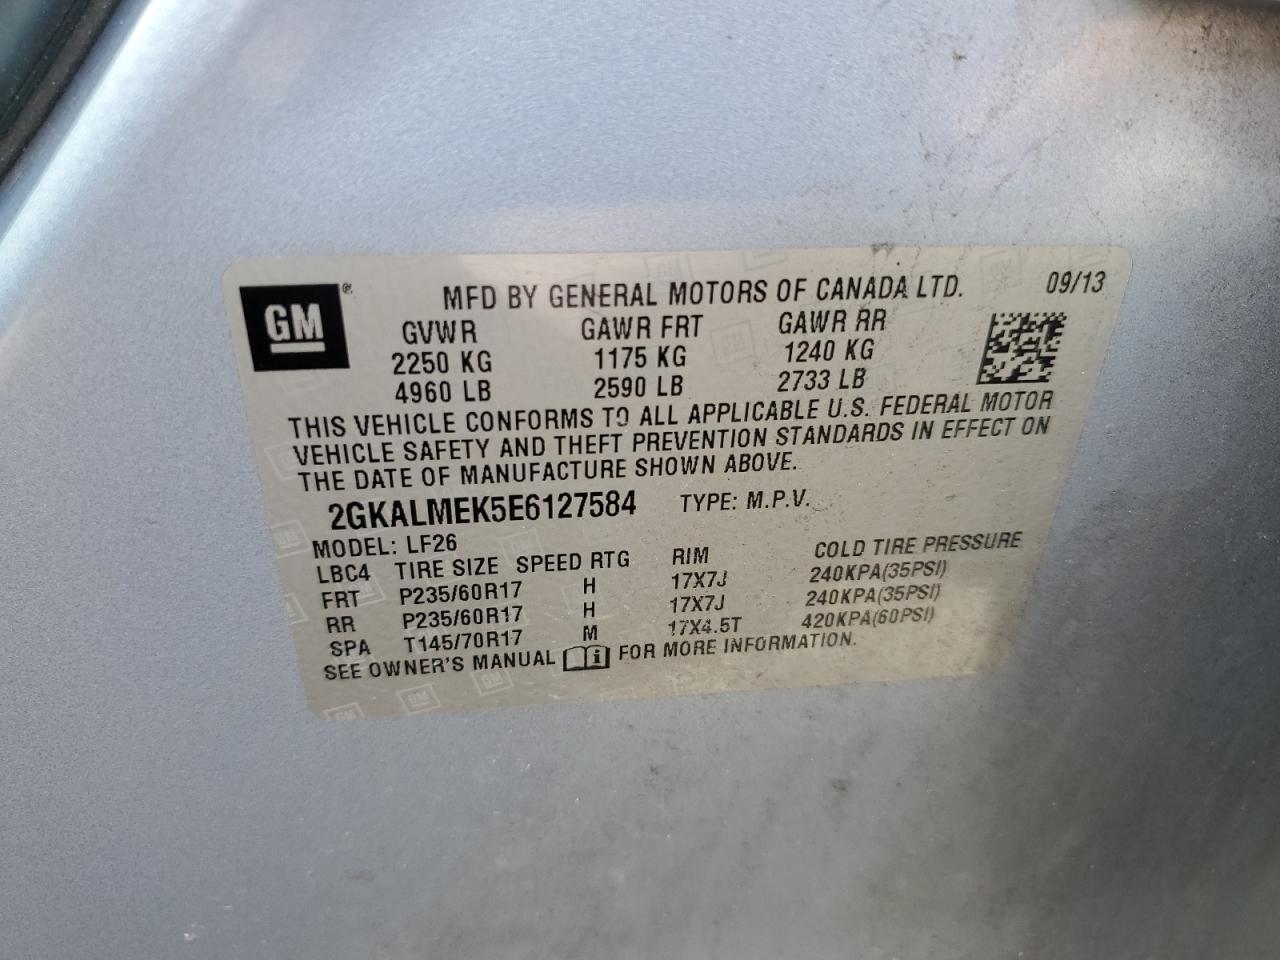 GM ®
MFD BY GENERAL MOTORS OF CANADA LTD. 09/13
GVWR GAWR FRT GAWR RR
2250 KG 1175 KG 1240 KG
4960 LB 2590 LB 2733 LB
THIS VEHICLE CONFORMS TO ALL APPLICABLE U.S. FEDERAL MOTOR
VEHICLE SAFETY AND THEFT PREVENTION STANDARDS IN EFFECT ON
THE DATE OF MANUFACTURE SHOWN ABOVE.
2GKALMEK5E6127584 TYPE: M.P.V.
MODEL: LF26
LBC4 TIRE SIZE SPEED RTG RIM COLD TIRE PRESSURE
FRT P235/60R17 H 17X7J 240KPA(35PSI)
RR P235/60R17 H 17X7J 240KPA(35PSI)
SPA T145/70R17 M 17X4.5T 420KPA(60PSI)
SEE OWNER'S MANUAL i FOR MORE INFORMATION.